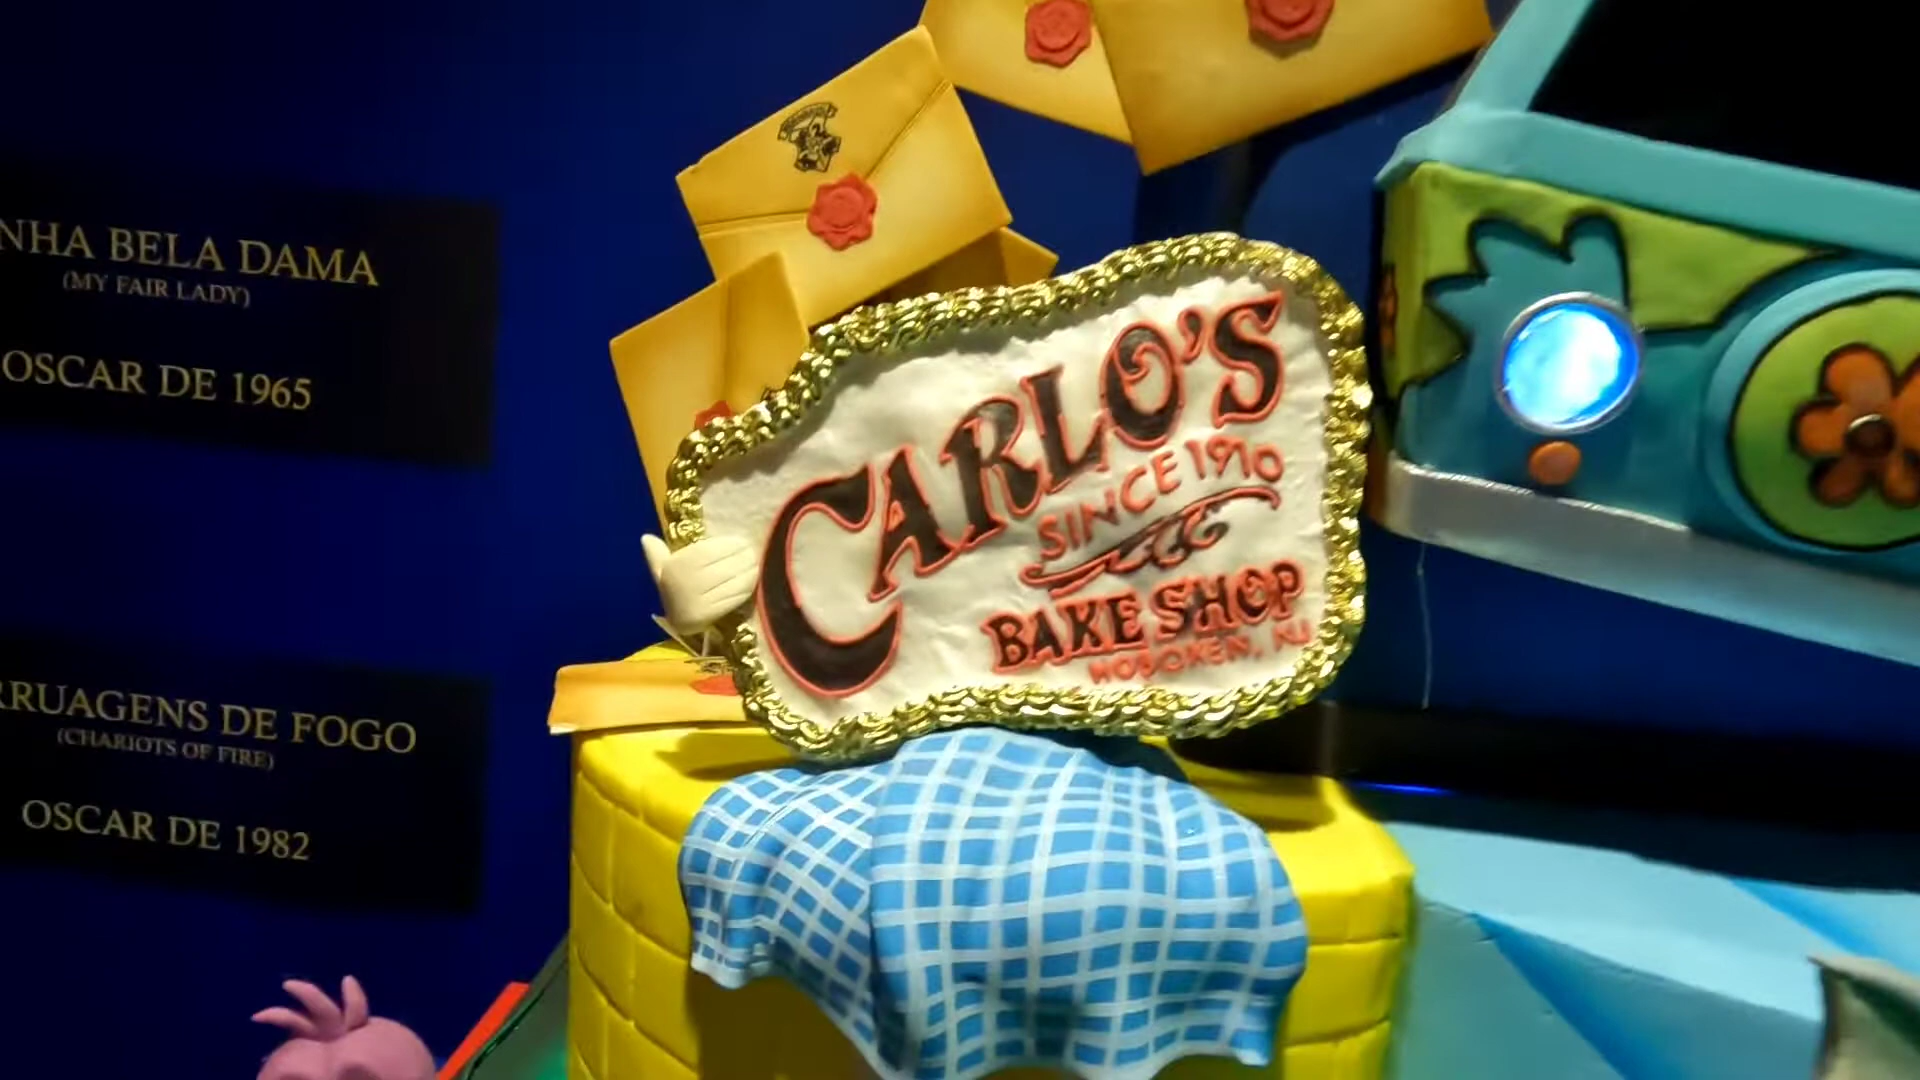 NHA BELA DAMA
(MY FAIR LADY)
OSCAR DE 1965
RRUAGENS DE FOGO
(CHARIOTS OF FIRE)
OSCAR DE 1982
CARLO'S
SINCE 1910
BAKE SHOP
HOBOKEN, NJ